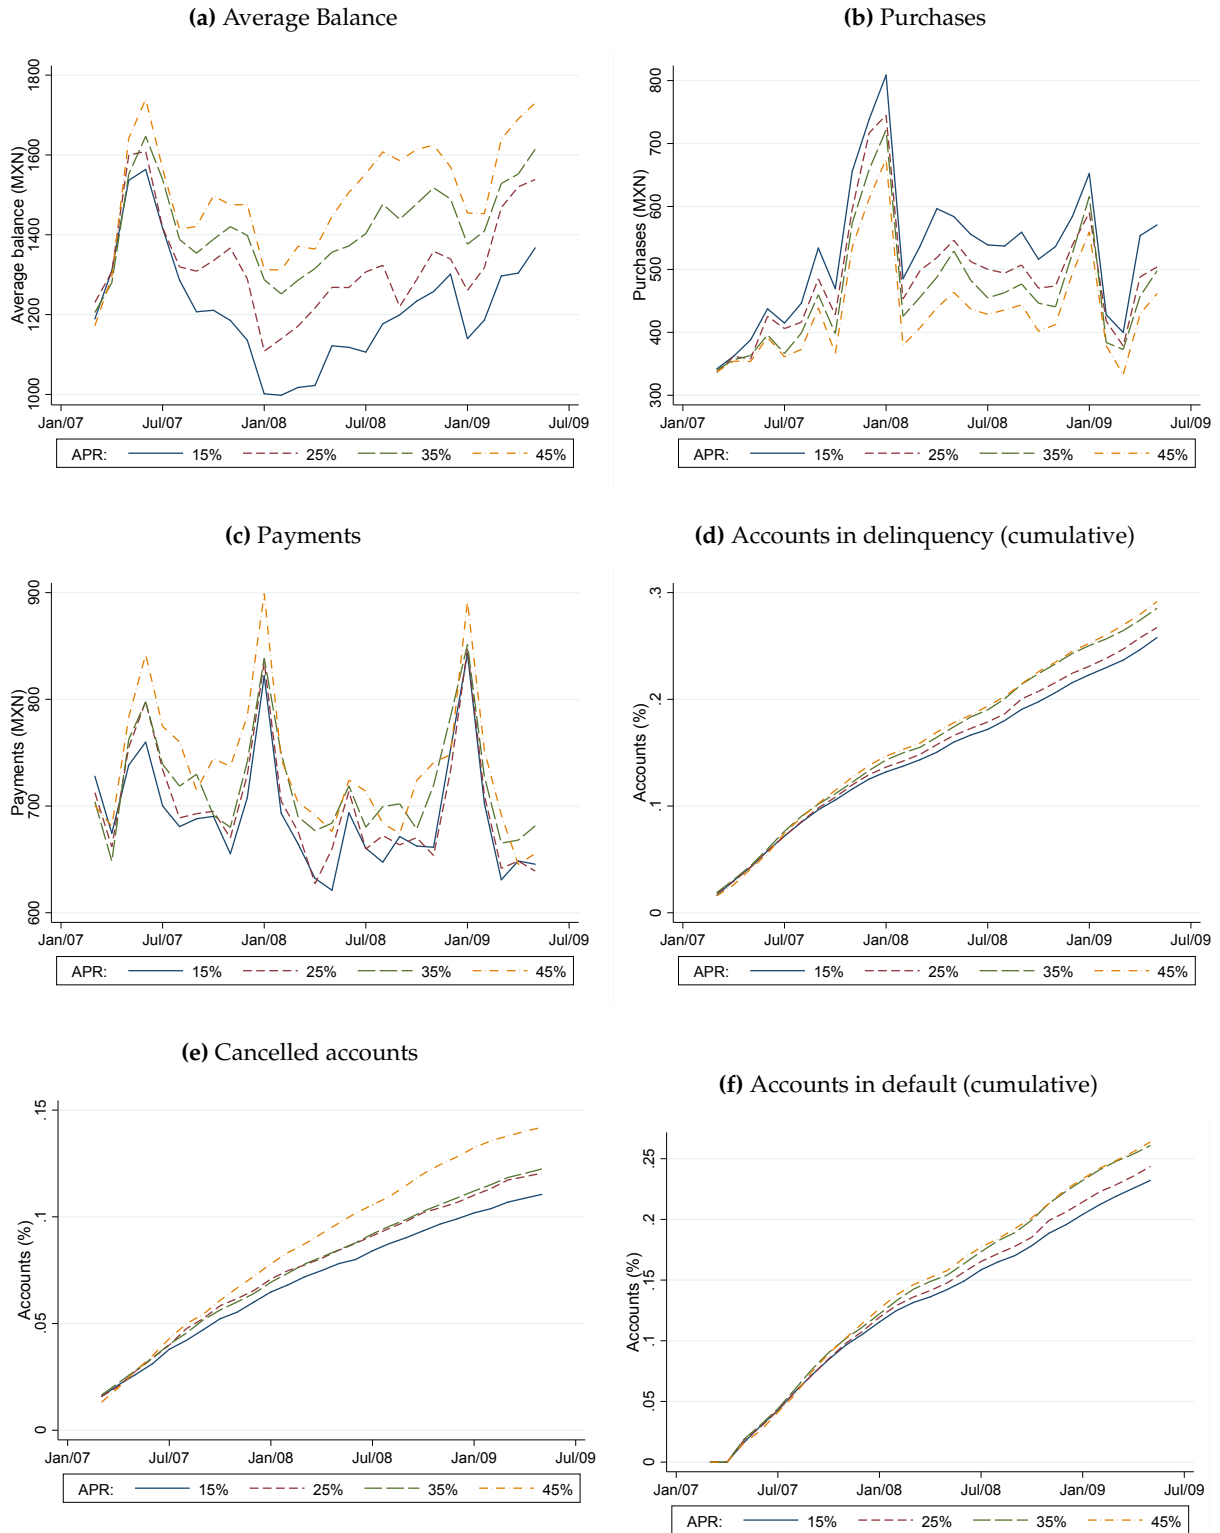 (a) Average Balance
Average balance (MXN)
1800
1600
1400
1200
1000
Jan/07 Jul/07 Jan/08 Jul/08 Jan/09 Jul/09
APR: 15% 25% 35% 45%
(b) Purchases
Purchases (MXN)
800
700
600
500
400
300
Jan/07 Jul/07 Jan/08 Jul/08 Jan/09 Jul/09
APR: 15% 25% 35% 45%
(c) Payments
Payments (MXN)
900
800
700
600
Jan/07 Jul/07 Jan/08 Jul/08 Jan/09 Jul/09
APR: 15% 25% 35% 45%
(d) Accounts in delinquency (cumulative)
Accounts (%)
.3
.2
.1
0
Jan/07 Jul/07 Jan/08 Jul/08 Jan/09 Jul/09
APR: 15% 25% 35% 45%
(e) Cancelled accounts
Accounts (%)
.15
.1
.05
0
Jan/07 Jul/07 Jan/08 Jul/08 Jan/09 Jul/09
APR: 15% 25% 35% 45%
(f) Accounts in default (cumulative)
Accounts (%)
.25
.2
.15
.1
.05
0
Jan/07 Jul/07 Jan/08 Jul/08 Jan/09 Jul/09
APR: 15% 25% 35% 45%